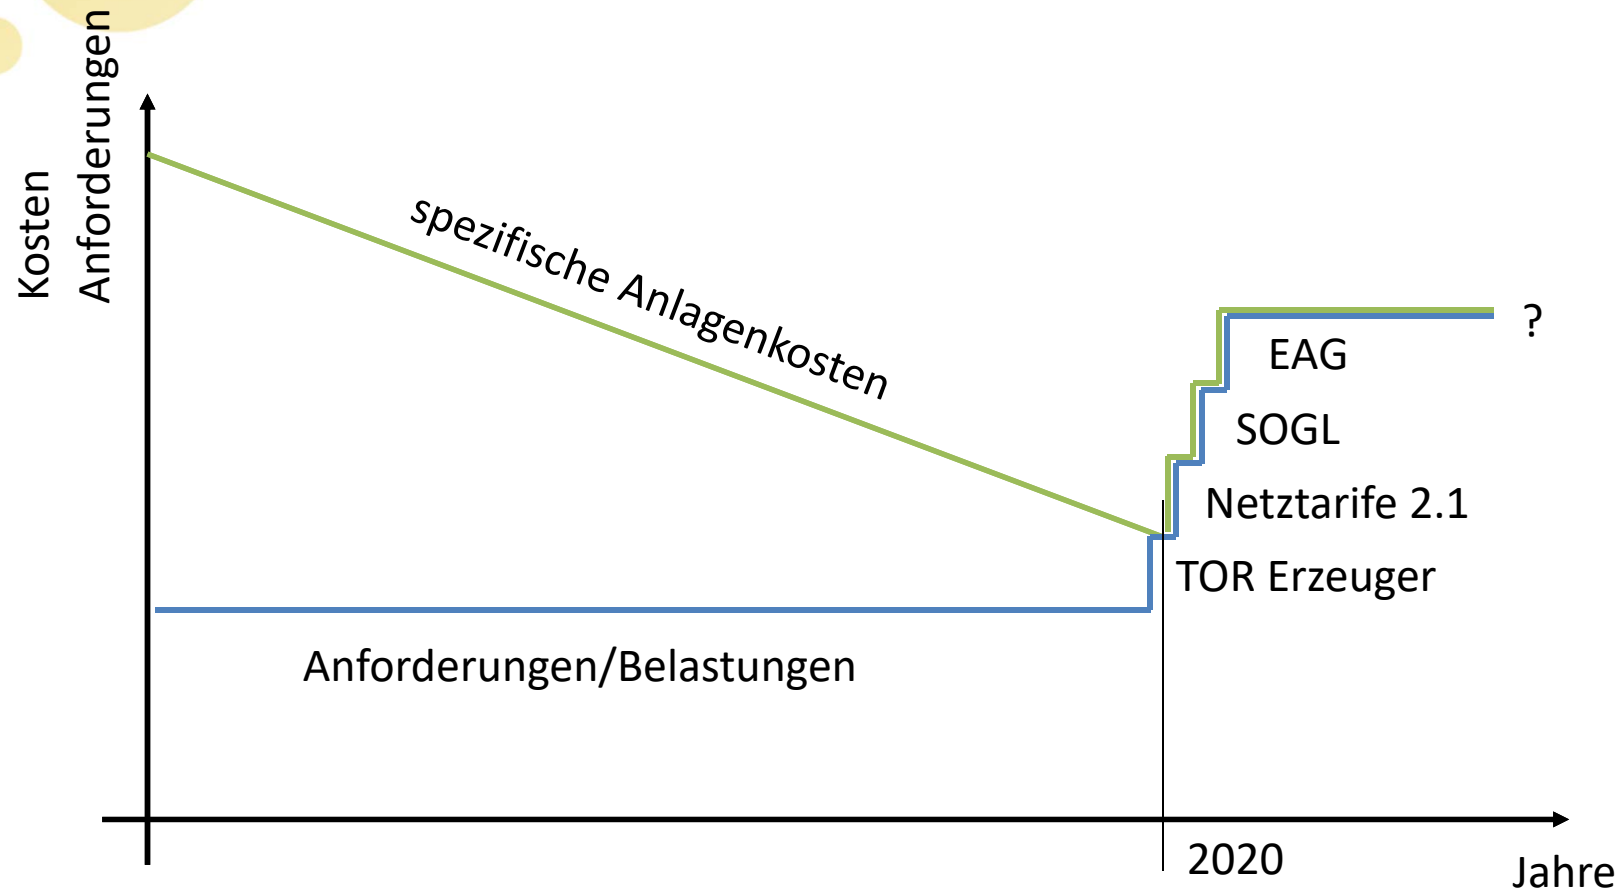 Kosten
Anforderungen
spezifische Anlagenkosten
?
EAG
SOGL
Netztarife 2.1
TOR Erzeuger
Anforderungen/Belastungen
2020
Jahre